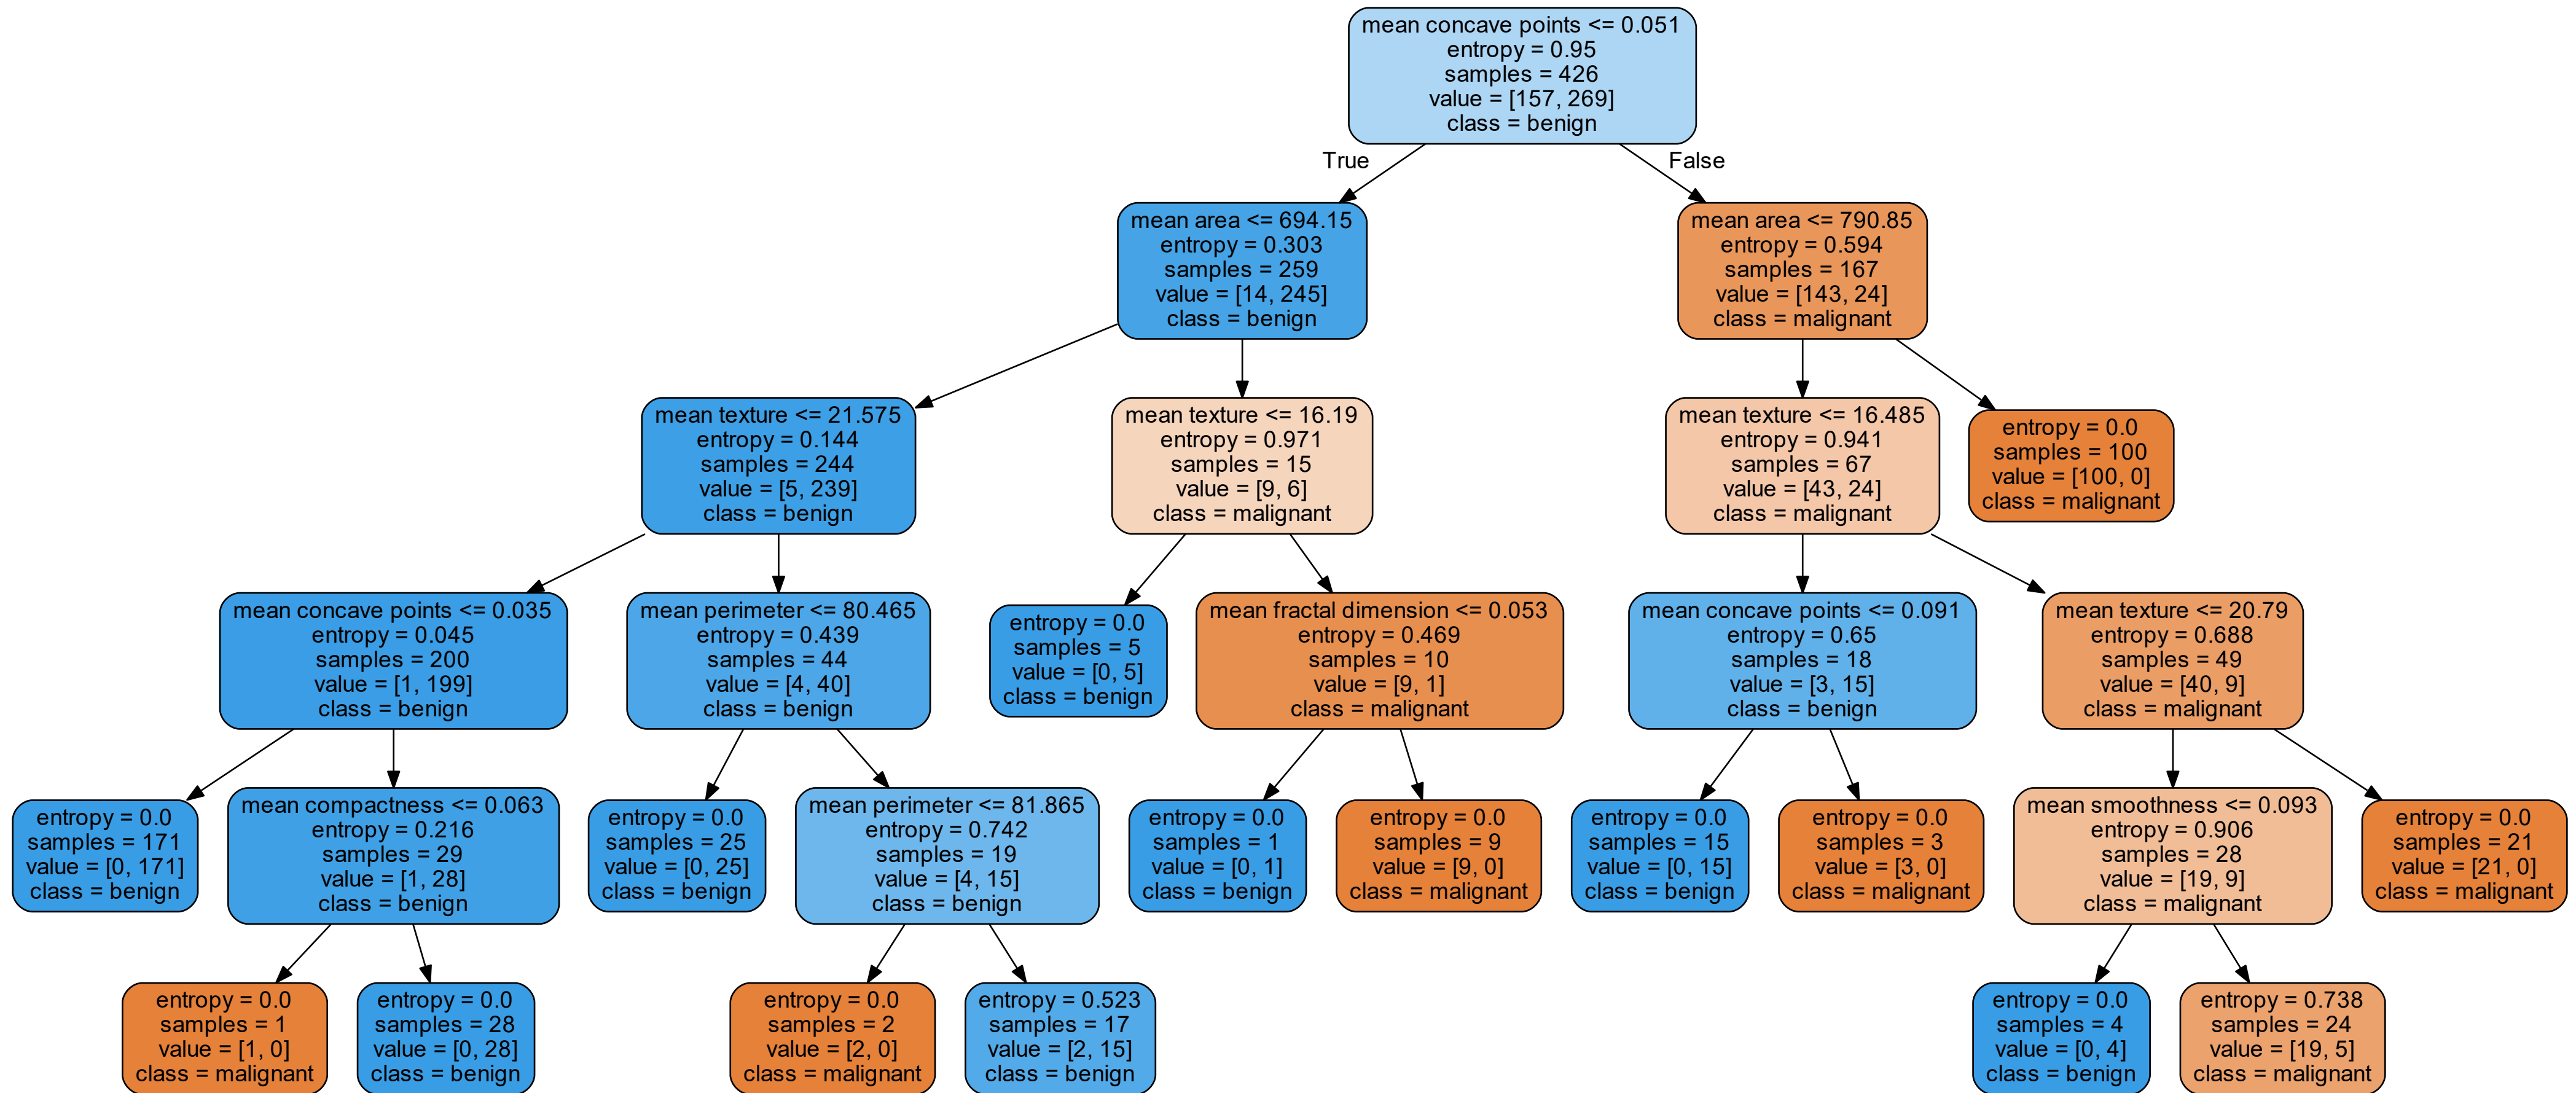 mean concave points <= 0.051
entropy = 0.95
samples = 426
value = [157, 269]
class = benign
True
False
mean area <= 694.15
entropy = 0.303
samples = 259
value = [14, 245]
class = benign
mean area <= 790.85
entropy = 0.594
samples = 167
value = [143, 24]
class = malignant
mean texture <= 21.575
entropy = 0.144
samples = 244
value = [5, 239]
class = benign
mean texture <= 16.19
entropy = 0.971
samples = 15
value = [9, 6]
class = malignant
mean texture <= 16.485
entropy = 0.941
samples = 67
value = [43, 24]
class = malignant
entropy = 0.0
samples = 100
value = [100, 0]
class = malignant
mean concave points <= 0.035
entropy = 0.045
samples = 200
value = [1, 199]
class = benign
mean perimeter <= 80.465
entropy = 0.439
samples = 44
value = [4, 40]
class = benign
entropy = 0.0
samples = 5
value = [0, 5]
class = benign
mean fractal dimension <= 0.053
entropy = 0.469
samples = 10
value = [9, 1]
class = malignant
mean concave points <= 0.091
entropy = 0.65
samples = 18
value = [3, 15]
class = benign
mean texture <= 20.79
entropy = 0.688
samples = 49
value = [40, 9]
class = malignant
entropy = 0.0
samples = 171
value = [0, 171]
class = benign
mean compactness <= 0.063
entropy = 0.216
samples = 29
value = [1, 28]
class = benign
entropy = 0.0
samples = 25
value = [0, 25]
class = benign
mean perimeter <= 81.865
entropy = 0.742
samples = 19
value = [4, 15]
class = benign
entropy = 0.0
samples = 1
value = [0, 1]
class = benign
entropy = 0.0
samples = 9
value = [9, 0]
class = malignant
entropy = 0.0
samples = 15
value = [0, 15]
class = benign
entropy = 0.0
samples = 3
value = [3, 0]
class = malignant
mean smoothness <= 0.093
entropy = 0.906
samples = 28
value = [19, 9]
class = malignant
entropy = 0.0
samples = 21
value = [21, 0]
class = malignant
entropy = 0.0
samples = 1
value = [1, 0]
class = malignant
entropy = 0.0
samples = 28
value = [0, 28]
class = benign
entropy = 0.0
samples = 2
value = [2, 0]
class = malignant
entropy = 0.523
samples = 17
value = [2, 15]
class = benign
entropy = 0.0
samples = 4
value = [0, 4]
class = benign
entropy = 0.738
samples = 24
value = [19, 5]
class = malignant